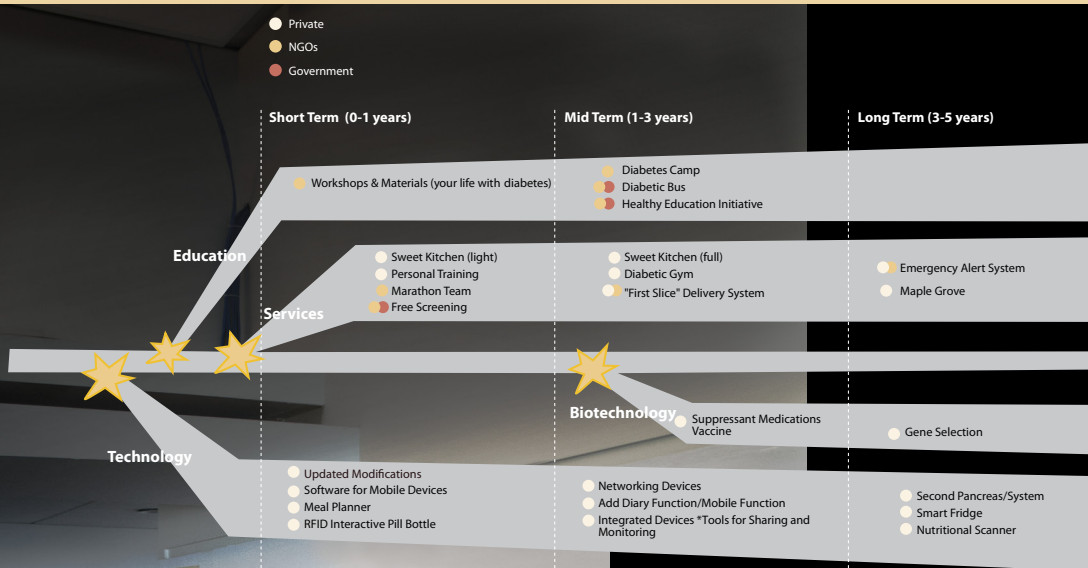 Private
NGOs
Government
Short Term (0-1 years)
Mid Term (1-3 years)
Long Term (3-5 years)
Education
Workshops & Materials (your life with diabetes)
Diabetes Camp
Diabetic Bus
Healthy Education Initiative
Services
Sweet Kitchen (light)
Personal Training
Marathon Team
Free Screening
Sweet Kitchen (full)
Diabetic Gym
"First Slice" Delivery System
Emergency Alert System
Maple Grove
Biotechnology
Suppressant Medications
Vaccine
Gene Selection
Technology
Updated Modifications
Software for Mobile Devices
Meal Planner
RFID Interactive Pill Bottle
Networking Devices
Add Diary Function/Mobile Function
Integrated Devices *Tools for Sharing and
Monitoring
Second Pancreas/System
Smart Fridge
Nutritional Scanner